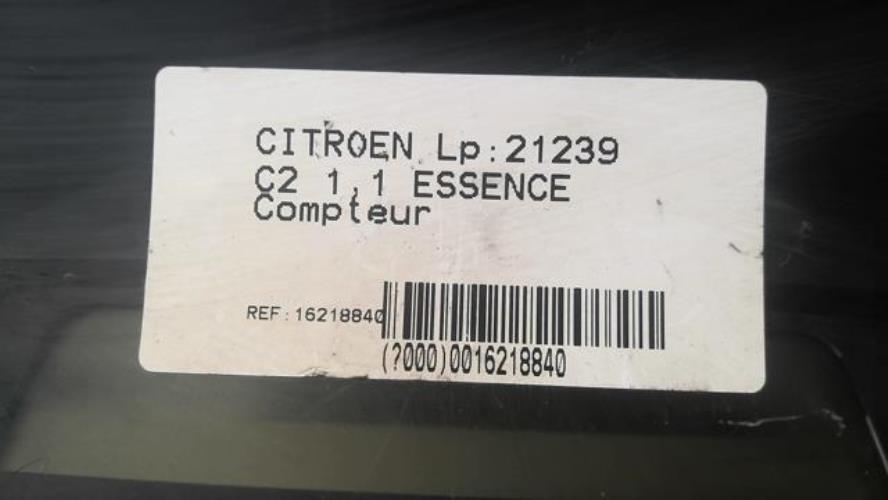 CITROEN Lp:21239
C2 1,1 ESSENCE
Compteur
REF:16218840
(?000)0016218840